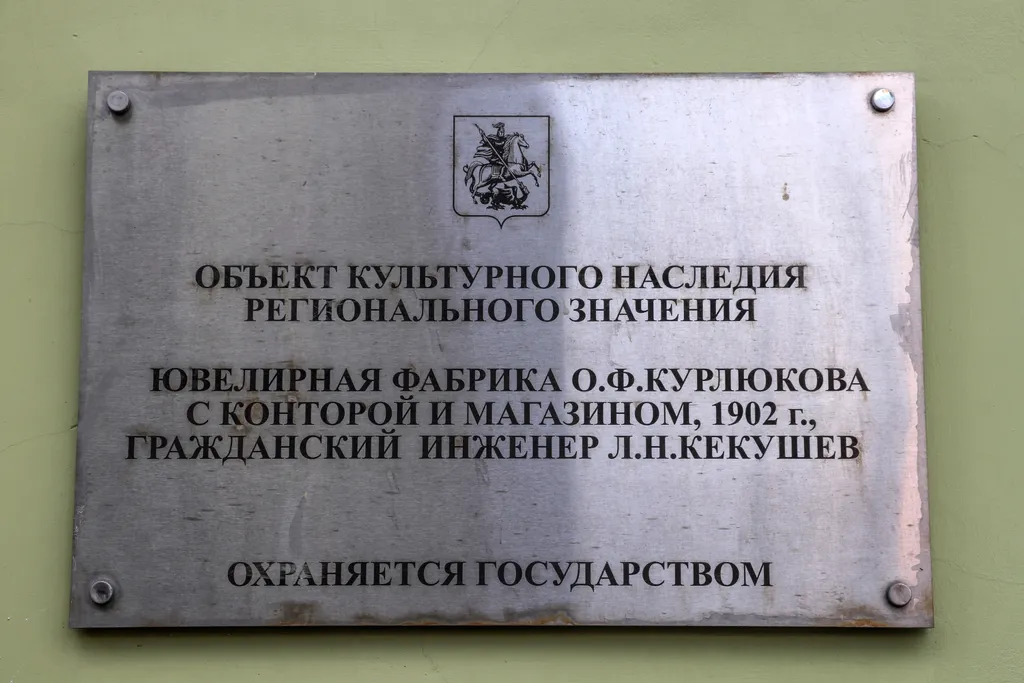 ОБЪЕКТ КУЛЬТУРНОГО НАСЛЕДИЯ
РЕГИОНАЛЬНОГО ЗНАЧЕНИЯ
ЮВЕЛИРНАЯ ФАБРИКА О.Ф.КУРЛЮКОВА
С КОНТОРОЙ И МАГАЗИНОМ, 1902 г.,
ГРАЖДАНСКИЙ ИНЖЕНЕР Л.Н.КЕКУШЕВ
ОХРАНЯЕТСЯ ГОСУДАРСТВОМ